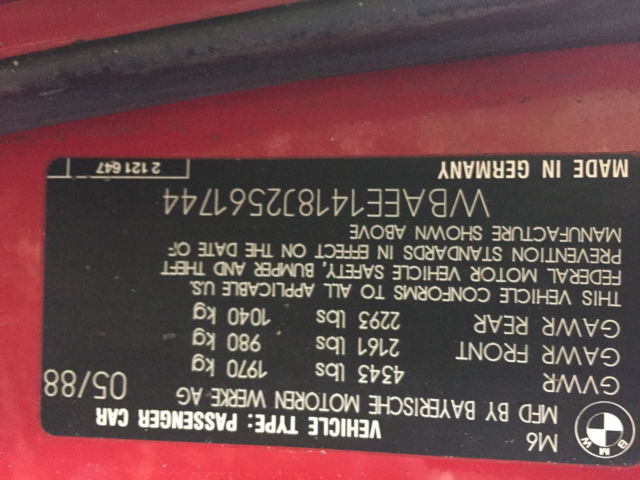 BMW
M6 VEHICLE TYPE: PASSENGER CAR
MFD BY BAYERISCHE MOTOREN WERKE AG
GVWR 4343 lbs 1970 kg 05/88
GAWR FRONT 2161 lbs 980 kg
GAWR REAR 2293 lbs 1040 kg
THIS VEHICLE CONFORMS TO ALL APPLICABLE U.S.
FEDERAL MOTOR VEHICLE SAFETY, BUMPER AND THEFT
PREVENTION STANDARDS IN EFFECT ON THE DATE OF
MANUFACTURE SHOWN ABOVE
WBAEE1418J2561744
MADE IN GERMANY 2 121 647